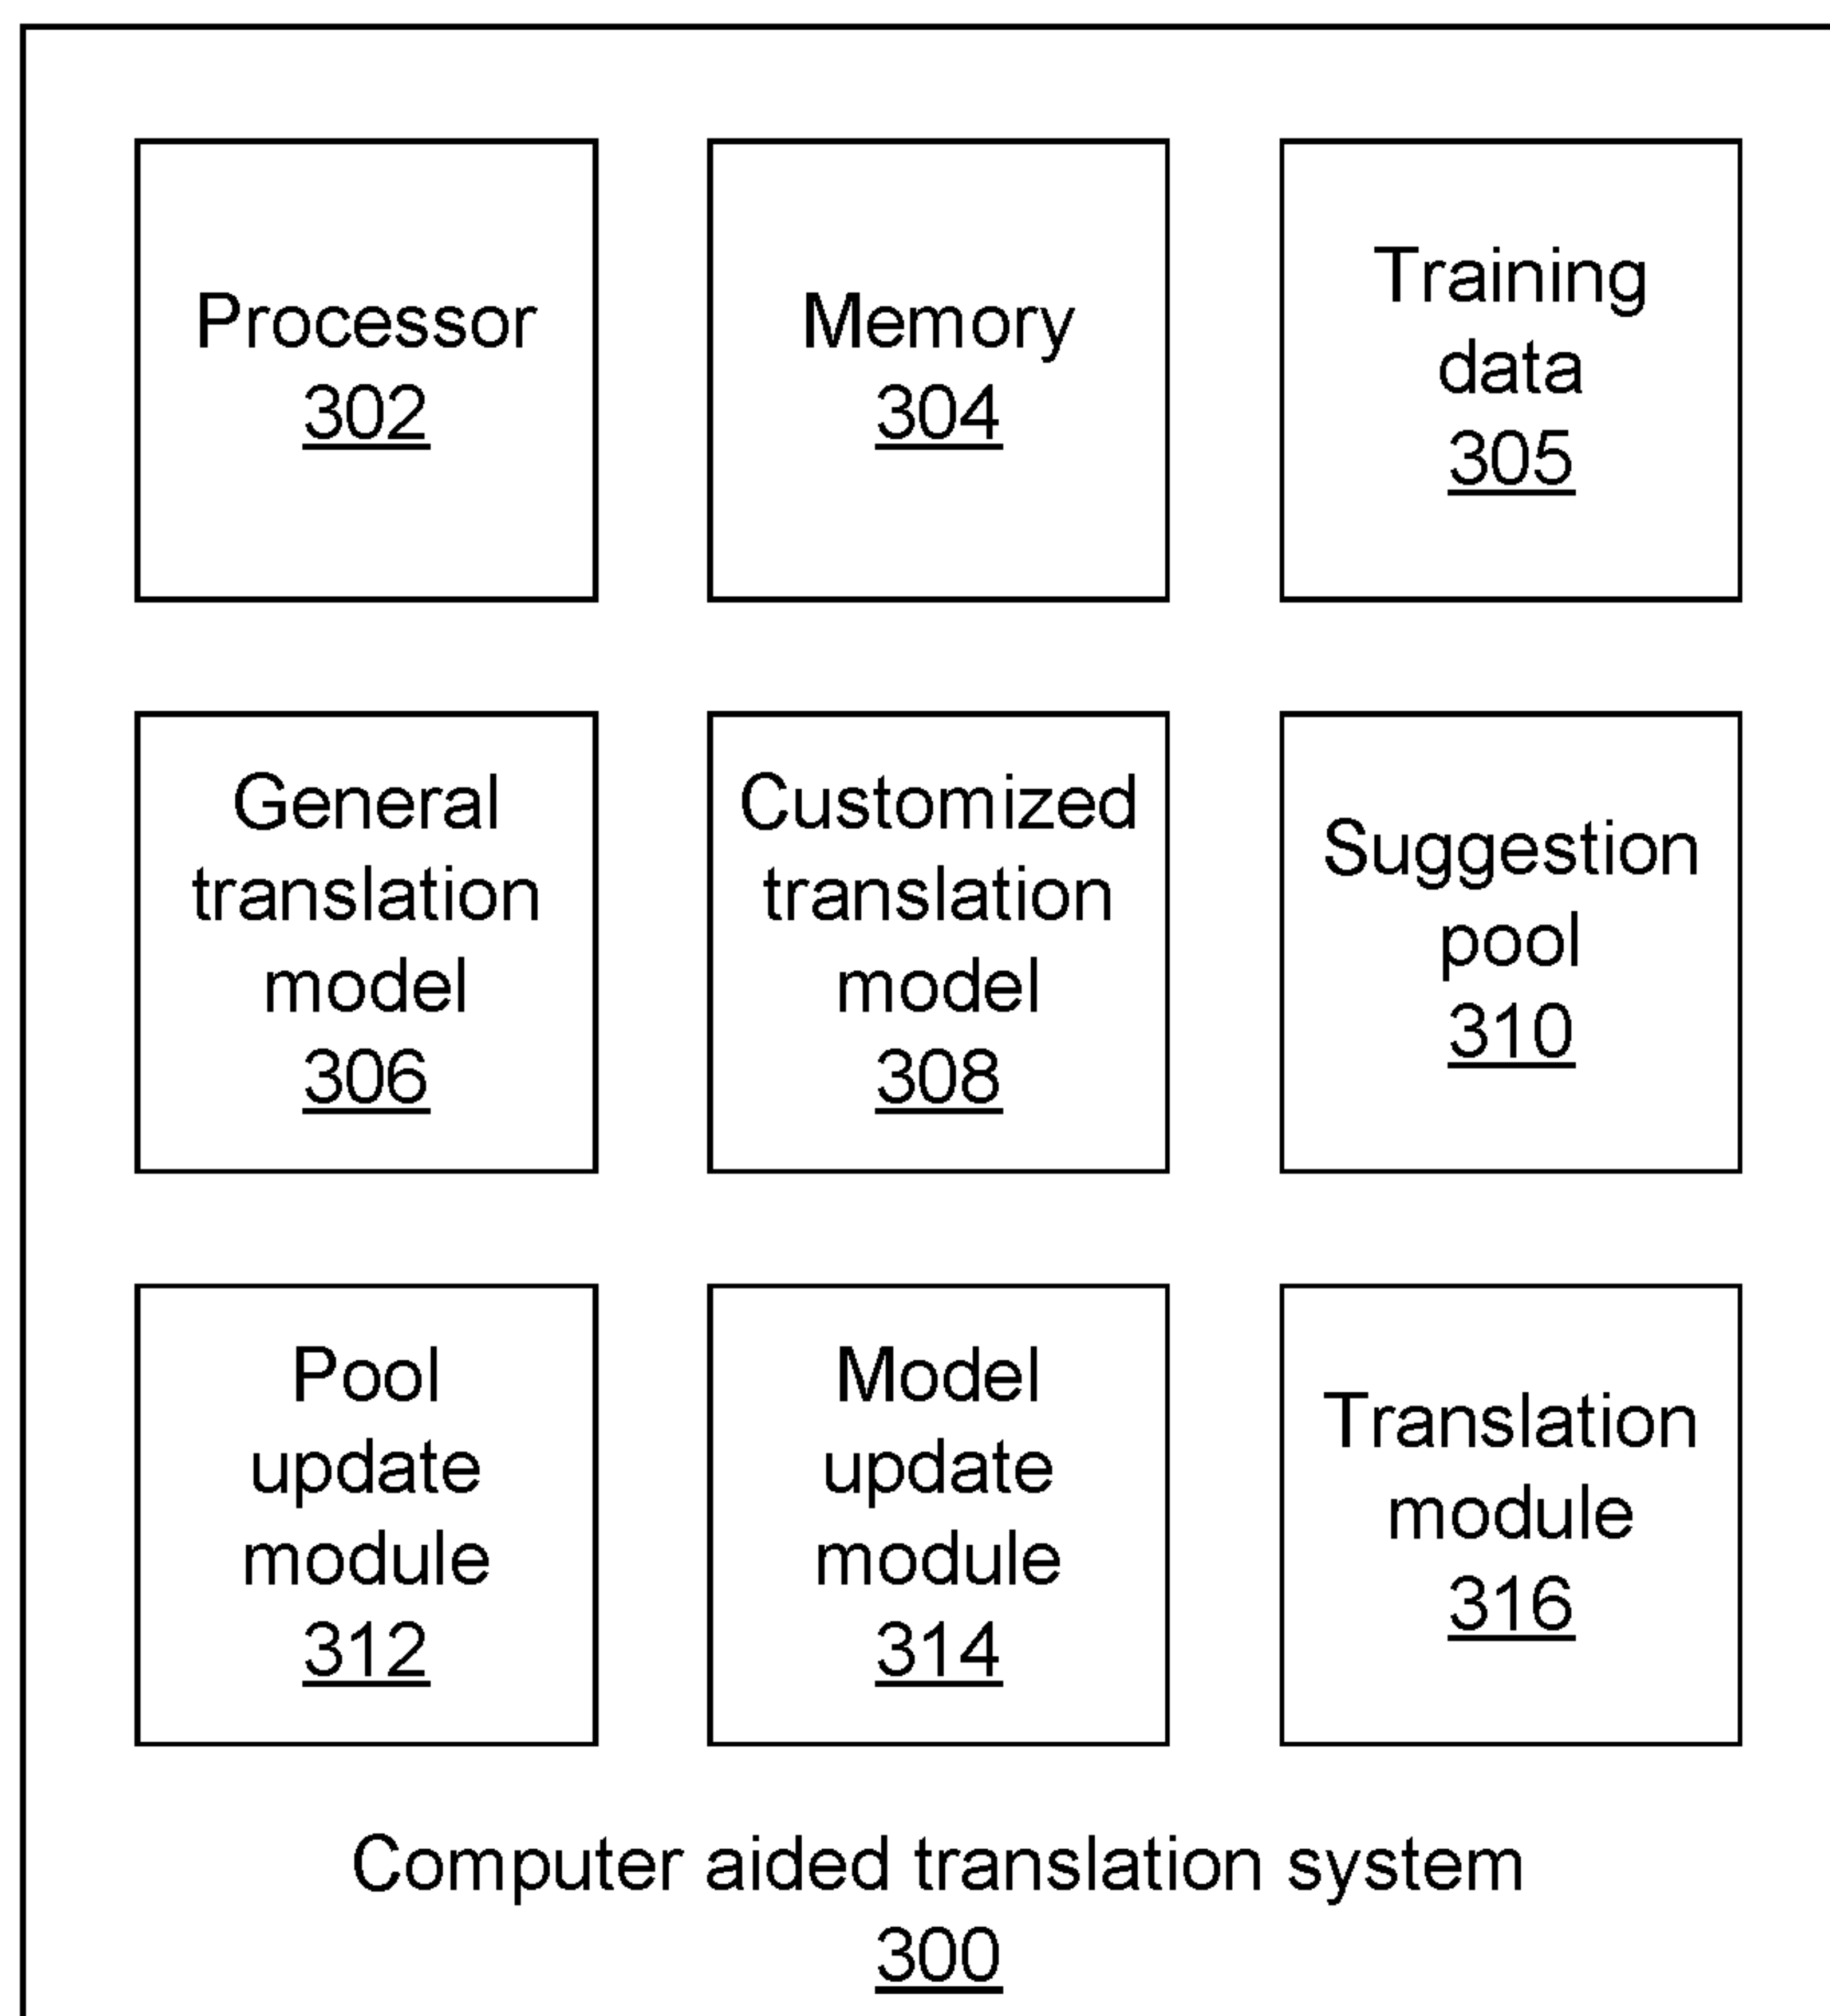 Processor
302
Memory
304
Training
data
305
General
translation
model
306
Customized
translation
model
308
Suggestion
pool
310
Pool
update
module
312
Model
update
module
314
Translation
module
316
Computer aided translation system
300